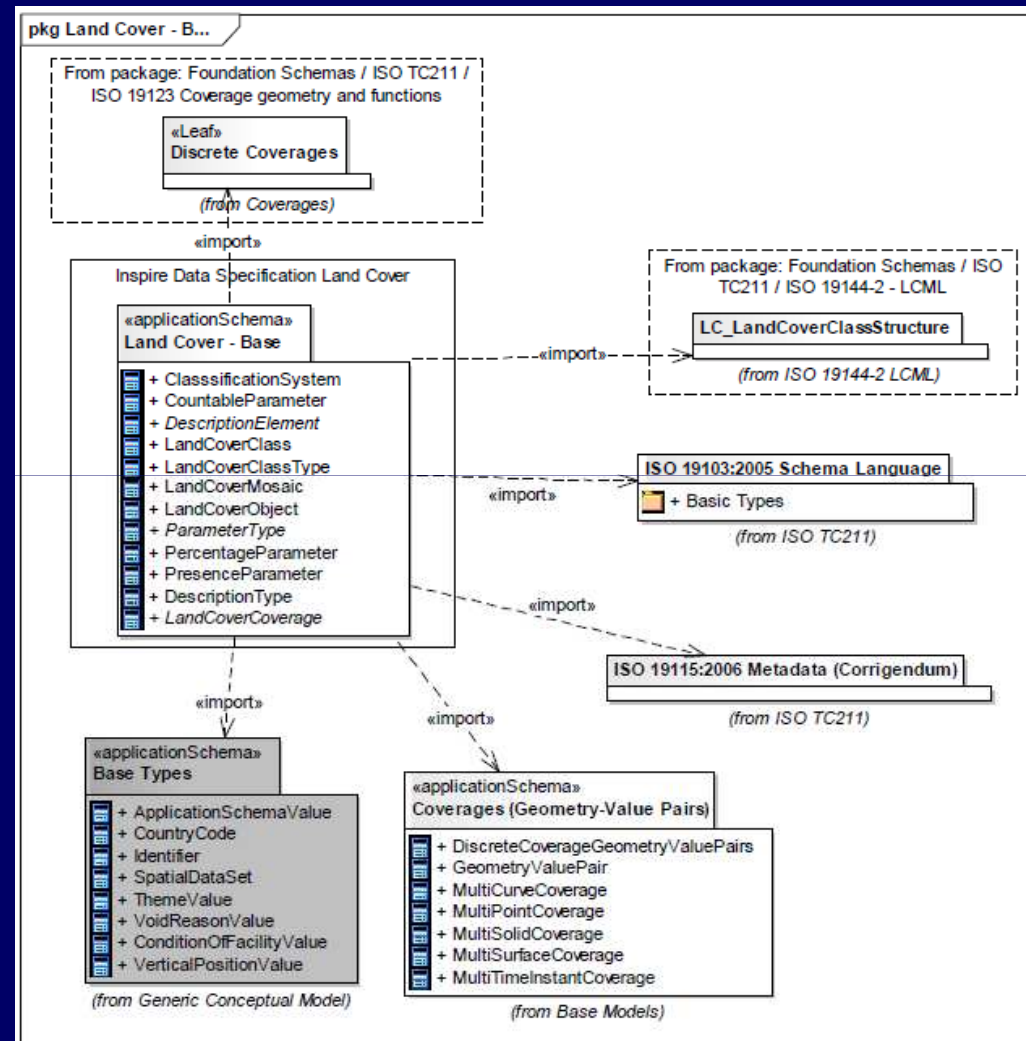 pkg Land Cover - B...
From package: Foundation Schemas / ISO TC211 /
ISO 19123 Coverage geometry and functions
«Leaf»
Discrete Coverages
(from Coverages)
«import»
Inspire Data Specification Land Cover
«applicationSchema»
Land Cover - Base
+ ClasssificationSystem
+ CountableParameter
+ DescriptionElement
+ LandCoverClass
+ LandCoverClassType
+ LandCoverMosaic
+ LandCoverObject
+ ParameterType
+ PercentageParameter
+ PresenceParameter
+ DescriptionType
+ LandCoverCoverage
From package: Foundation Schemas / ISO
TC211 / ISO 19144-2 - LCML
LC_LandCoverClassStructure
(from ISO 19144-2 LCML)
«import»
ISO 19103:2005 Schema Language
+ Basic Types
(from ISO TC211)
«import»
«import»
ISO 19115:2006 Metadata (Corrigendum)
(from ISO TC211)
«import»
«import»
«applicationSchema»
Base Types
+ ApplicationSchemaValue
+ CountryCode
+ Identifier
+ SpatialDataSet
+ ThemeValue
+ VoidReasonValue
+ ConditionOfFacilityValue
+ VerticalPositionValue
(from Generic Conceptual Model)
«applicationSchema»
Coverages (Geometry-Value Pairs)
+ DiscreteCoverageGeometryValuePairs
+ GeometryValuePair
+ MultiCurveCoverage
+ MultiPointCoverage
+ MultiSolidCoverage
+ MultiSurfaceCoverage
+ MultiTimeInstantCoverage
(from Base Models)